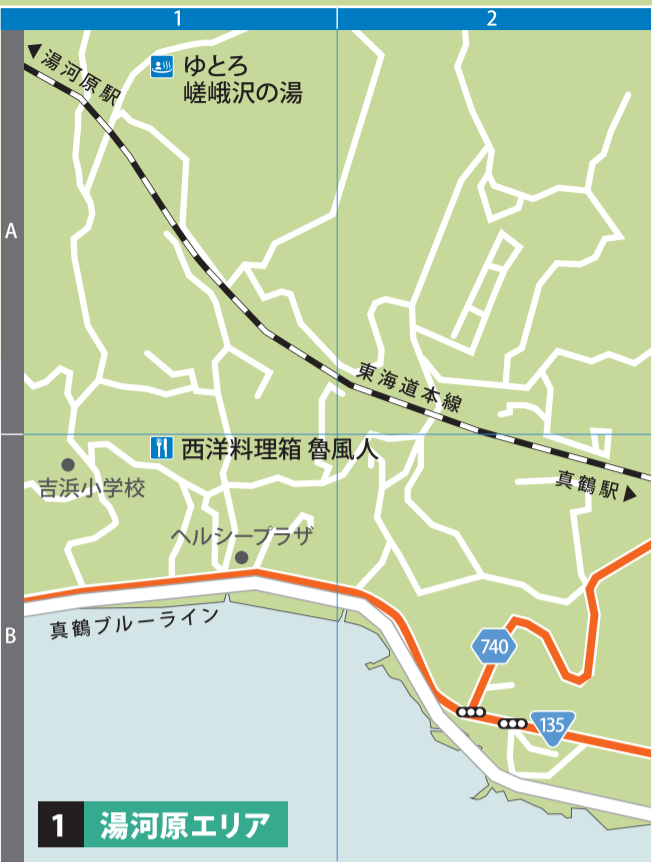 1
2
A
B
◀湯河原駅
ゆとろ
嵯峨沢の湯
東海道本線
西洋料理箱 魯風人
吉浜小学校
真鶴駅▶
ヘルシープラザ
真鶴ブルーライン
740
135
1 湯河原エリア